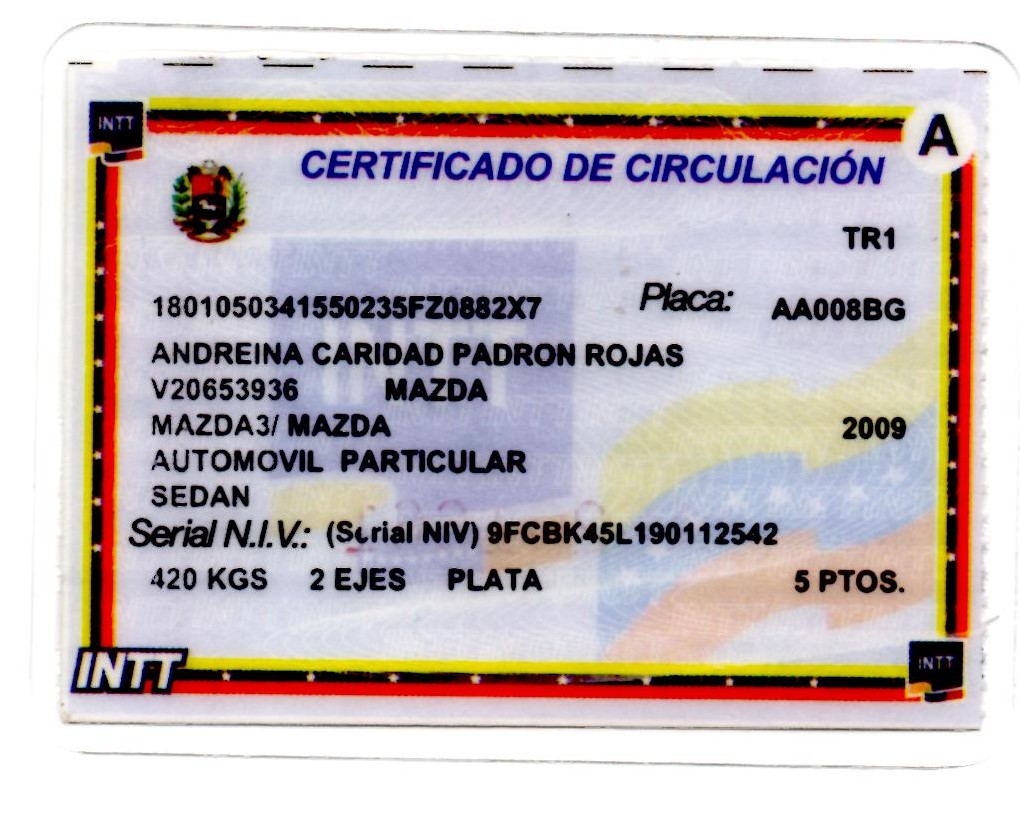 INTT
A
CERTIFICADO DE CIRCULACIÓN
TR1
1801050341550235FZ0882X7 Placa: AA008BG
ANDREINA CARIDAD PADRON ROJAS
V20653936 MAZDA
MAZDA3/ MAZDA 2009
AUTOMOVIL PARTICULAR
SEDAN
Serial N.I.V.: (Serial NIV) 9FCBK45L190112542
420 KGS 2 EJES PLATA 5 PTOS.
INTT
INTT